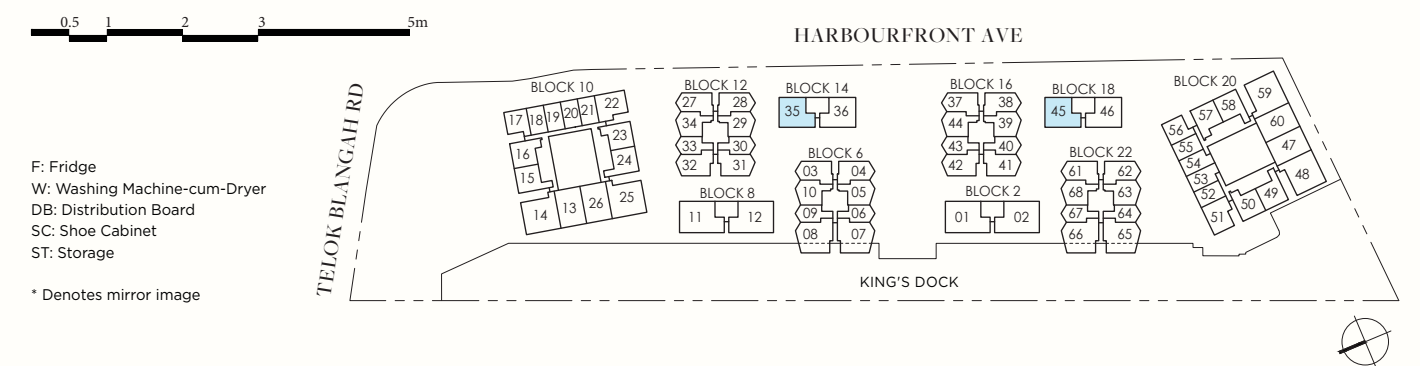 0.5 1 2 3 5m
HARBOURFRONT AVE
TELOK BLANGAH RD
F: Fridge
W: Washing Machine-cum-Dryer
DB: Distribution Board
SC: Shoe Cabinet
ST: Storage
* Denotes mirror image
BLOCK 10
17 18 19 20 21 22
16 23
15 24
14 13 26 25
BLOCK 12
27 28
34 29
33 30
32 31
BLOCK 14
35 36
BLOCK 8
11 12
BLOCK 6
03 04
10 05
09 06
08 07
BLOCK 16
37 38
44 39
43 40
42 41
BLOCK 18
45 46
BLOCK 2
01 02
BLOCK 22
61 62
68 63
67 64
66 65
BLOCK 20
56 57 58 59
55 60
54 47
53 48
52 49
51 50
KING'S DOCK